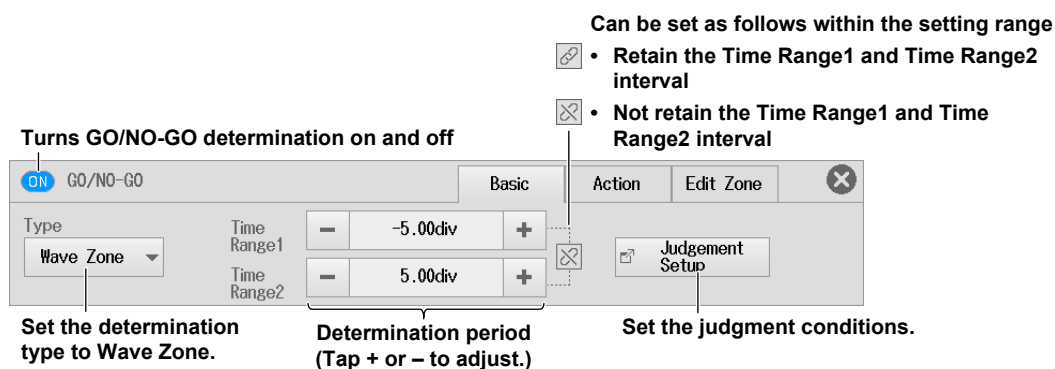 Can be set as follows within the setting range
• Retain the Time Range1 and Time Range2
interval
• Not retain the Time Range1 and Time
Range2 interval
Turns GO/NO-GO determination on and off
ON GO/NO-GO Basic Action Edit Zone
Type
Wave Zone
Time
Range1
− -5.00div +
Time
Range2
− 5.00div +
Judgement
Setup
Set the determination
type to Wave Zone.
Determination period
(Tap + or – to adjust.)
Set the judgment conditions.